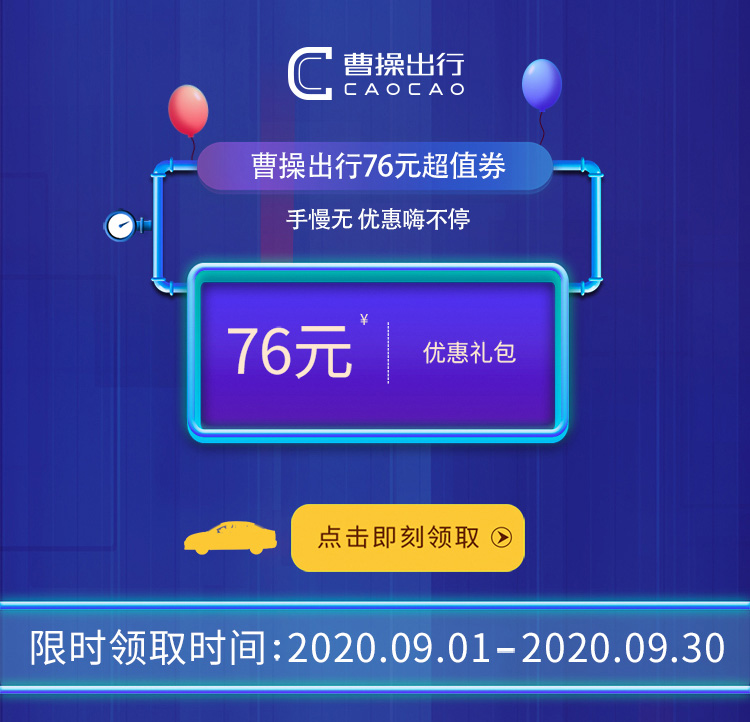 曹操出行
CAOCAO
曹操出行76元超值券
手慢无 优惠嗨不停
76元 ¥ 优惠礼包
点击即刻领取
限时领取时间:2020.09.01-2020.09.30